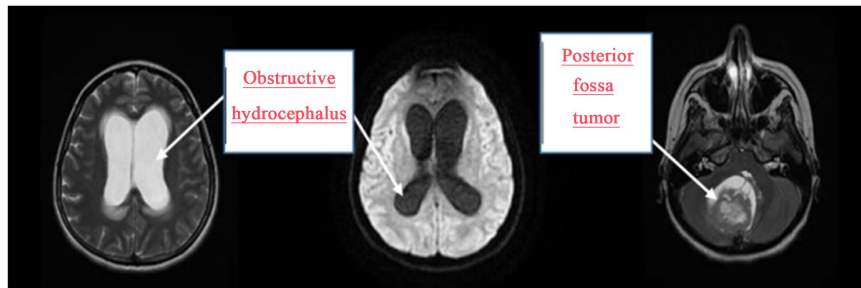 Obstructive
hydrocephalus
Posterior
fossa
tumor